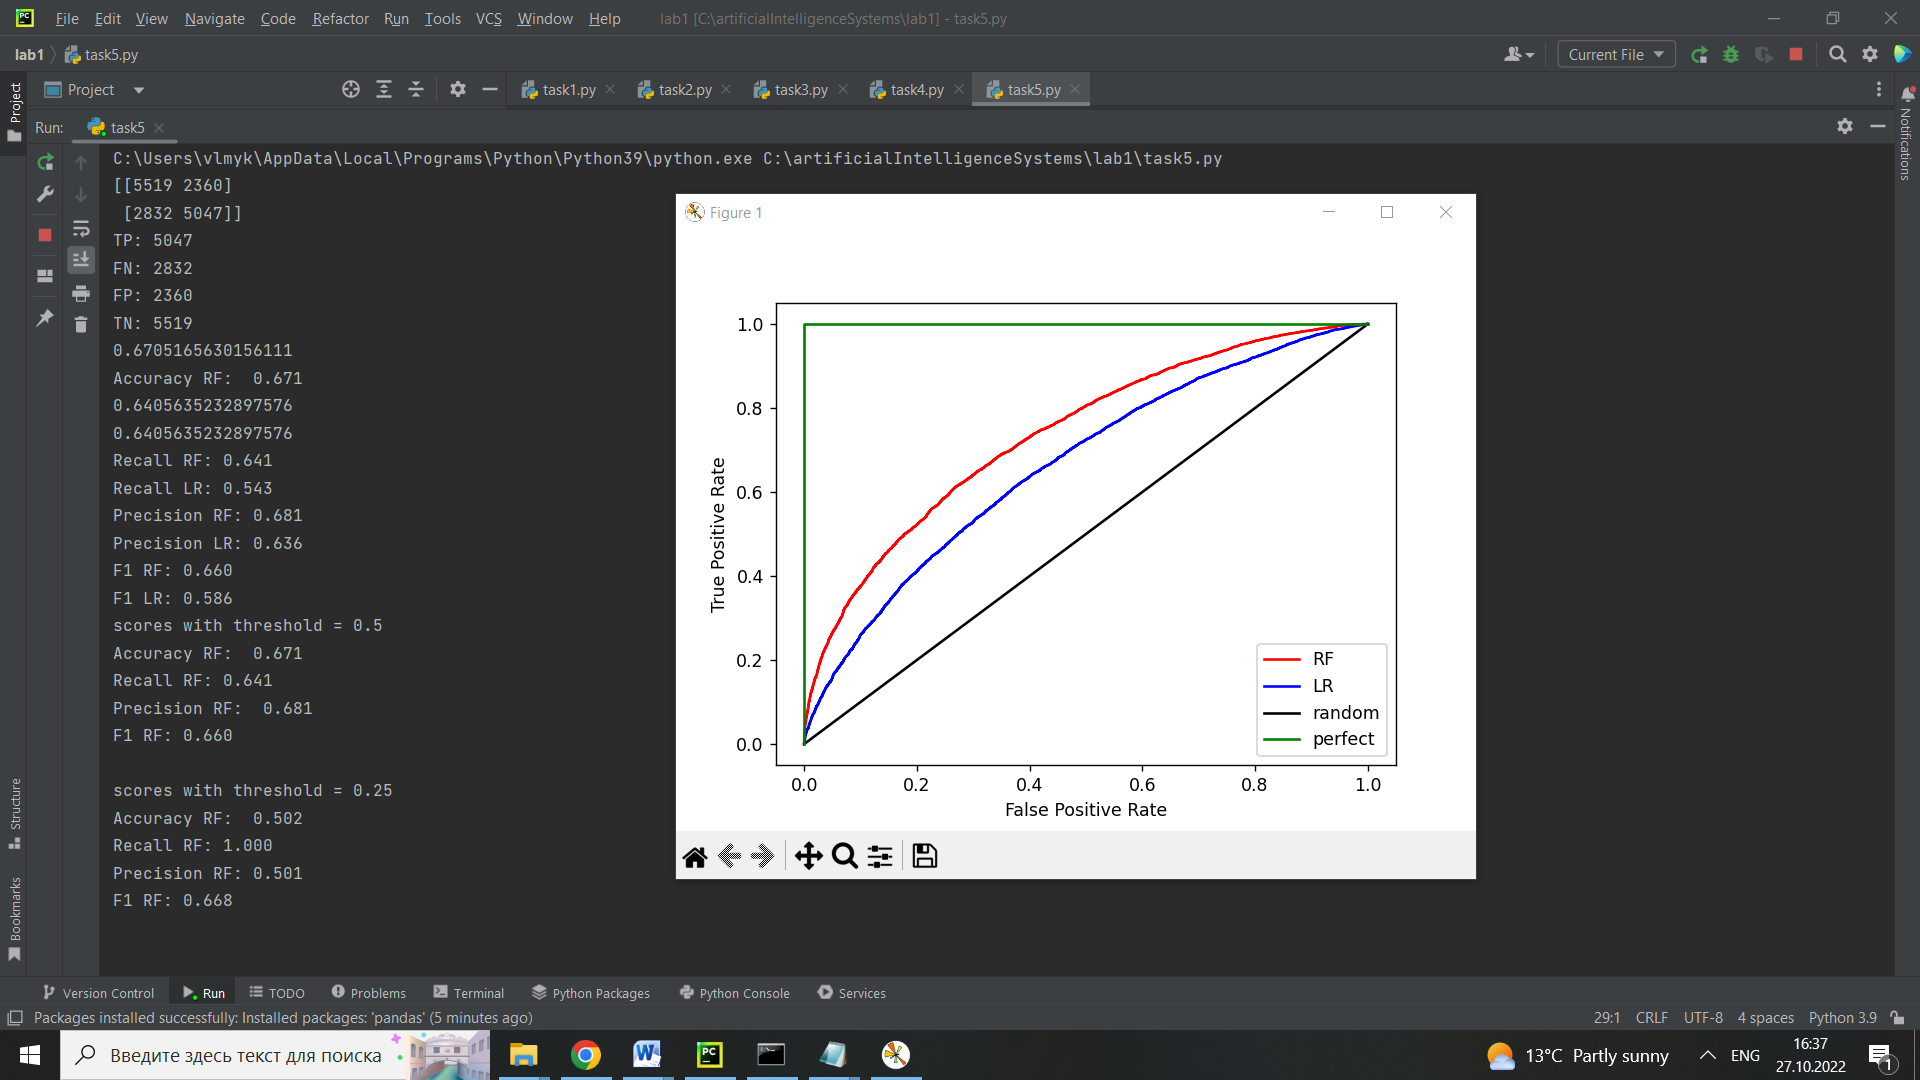 File Edit View Navigate Code Refactor Run Tools VCS Window Help lab1 [C:\artificialIntelligenceSystems\lab1] - task5.py
lab1 task5.py Current File
Project task1.py task2.py task3.py task4.py task5.py
Run: task5
C:\Users\vlmyk\AppData\Local\Programs\Python\Python39\python.exe C:\artificialIntelligenceSystems\lab1\task5.py
[[5519 2360]
[2832 5047]]
TP: 5047
FN: 2832
FP: 2360
TN: 5519
0.6705165630156111
Accuracy RF:  0.671
0.6405635232897576
0.6405635232897576
Recall RF: 0.641
Recall LR: 0.543
Precision RF: 0.681
Precision LR: 0.636
F1 RF: 0.660
F1 LR: 0.586
scores with threshold = 0.5
Accuracy RF:  0.671
Recall RF: 0.641
Precision RF:  0.681
F1 RF: 0.660
scores with threshold = 0.25
Accuracy RF:  0.502
Recall RF: 1.000
Precision RF: 0.501
F1 RF: 0.668
Figure 1
1.0
0.8
0.6
0.4
0.2
0.0
True Positive Rate
0.0 0.2 0.4 0.6 0.8 1.0
False Positive Rate
RF
LR
random
perfect
Project
Structure
Bookmarks
Notifications
Version Control Run TODO Problems Terminal Python Packages Python Console Services
Packages installed successfully: Installed packages: 'pandas' (5 minutes ago) 29:1 CRLF UTF-8 4 spaces Python 3.9
Введите здесь текст для поиска
PC
13°C Partly sunny ENG
16:37
27.10.2022
1